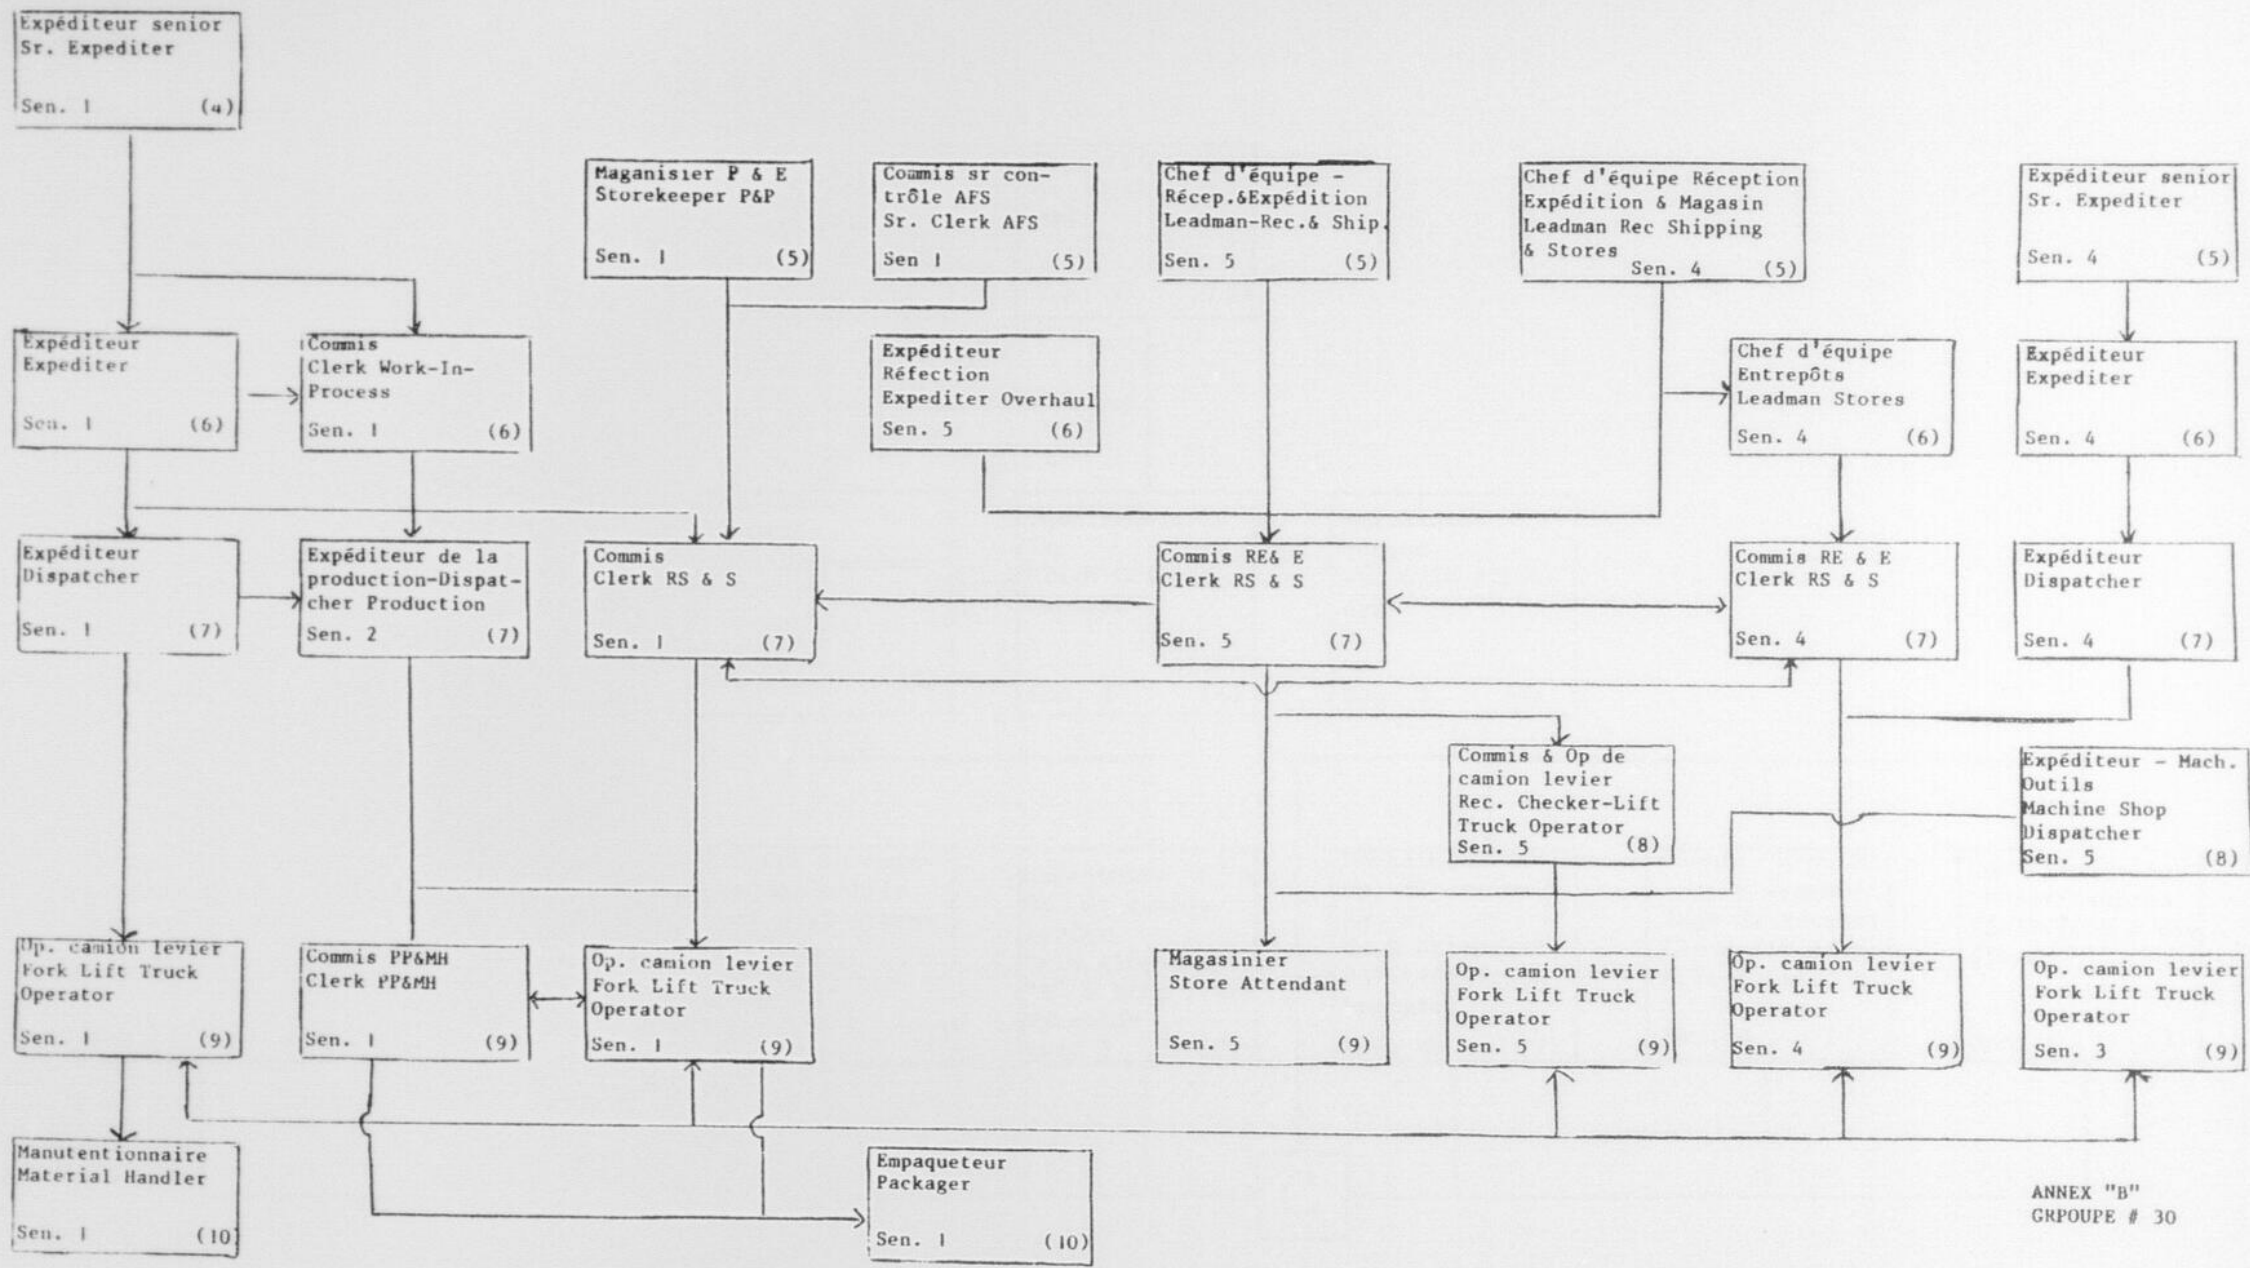 Expéditeur senior
Sr. Expediter
Sen. 1 (4)
Maganisier P & E
Storekeeper P&P
Sen. 1 (5)
Commis sr con-
trôle AFS
Sr. Clerk AFS
Sen 1 (5)
Chef d'équipe -
Récep.&Expédition
Leadman-Rec.& Ship.
Sen. 5 (5)
Chef d'équipe Réception
Expédition & Magasin
Leadman Rec Shipping
& Stores
Sen. 4 (5)
Expéditeur senior
Sr. Expediter
Sen. 4 (5)
Expéditeur
Expediter
Sen. 1 (6)
Commis
Clerk Work-In-
Process
Sen. 1 (6)
Expéditeur
Réfection
Expediter Overhaul
Sen. 5 (6)
Chef d'équipe
Entrepôts
Leadman Stores
Sen. 4 (6)
Expéditeur
Expediter
Sen. 4 (6)
Expéditeur
Dispatcher
Sen. 1 (7)
Expéditeur de la
production-Dispat-
cher Production
Sen. 2 (7)
Commis
Clerk RS & S
Sen. 1 (7)
Commis RE& E
Clerk RS & S
Sen. 5 (7)
Commis RE & E
Clerk RS & S
Sen. 4 (7)
Expéditeur
Dispatcher
Sen. 4 (7)
Commis & Op de
camion levier
Rec. Checker-Lift
Truck Operator
Sen. 5 (8)
Expéditeur - Mach.
Outils
Machine Shop
Dispatcher
Sen. 5 (8)
Op. camion levier
Fork Lift Truck
Operator
Sen. 1 (9)
Commis PP&MH
Clerk PP&MH
Sen. 1 (9)
Op. camion levier
Fork Lift Truck
Operator
Sen. 1 (9)
Magasinier
Store Attendant
Sen. 5 (9)
Op. camion levier
Fork Lift Truck
Operator
Sen. 5 (9)
Op. camion levier
Fork Lift Truck
Operator
Sen. 4 (9)
Op. camion levier
Fork Lift Truck
Operator
Sen. 3 (9)
Manutentionnaire
Material Handler
Sen. 1 (10)
Empaqueteur
Packager
Sen. 1 (10)
ANNEX "B"
GRPOUPE # 30